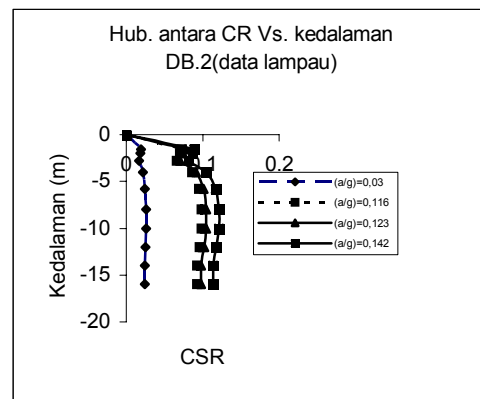 Hub. antara CR Vs. kedalaman
DB.2(data lampau)
0
-5
-10
-15
-20
0 0.1 0.2
Kedalaman (m)
CSR
(a/g)=0,03
(a/g)=0,116
(a/g)=0,123
(a/g)=0,142